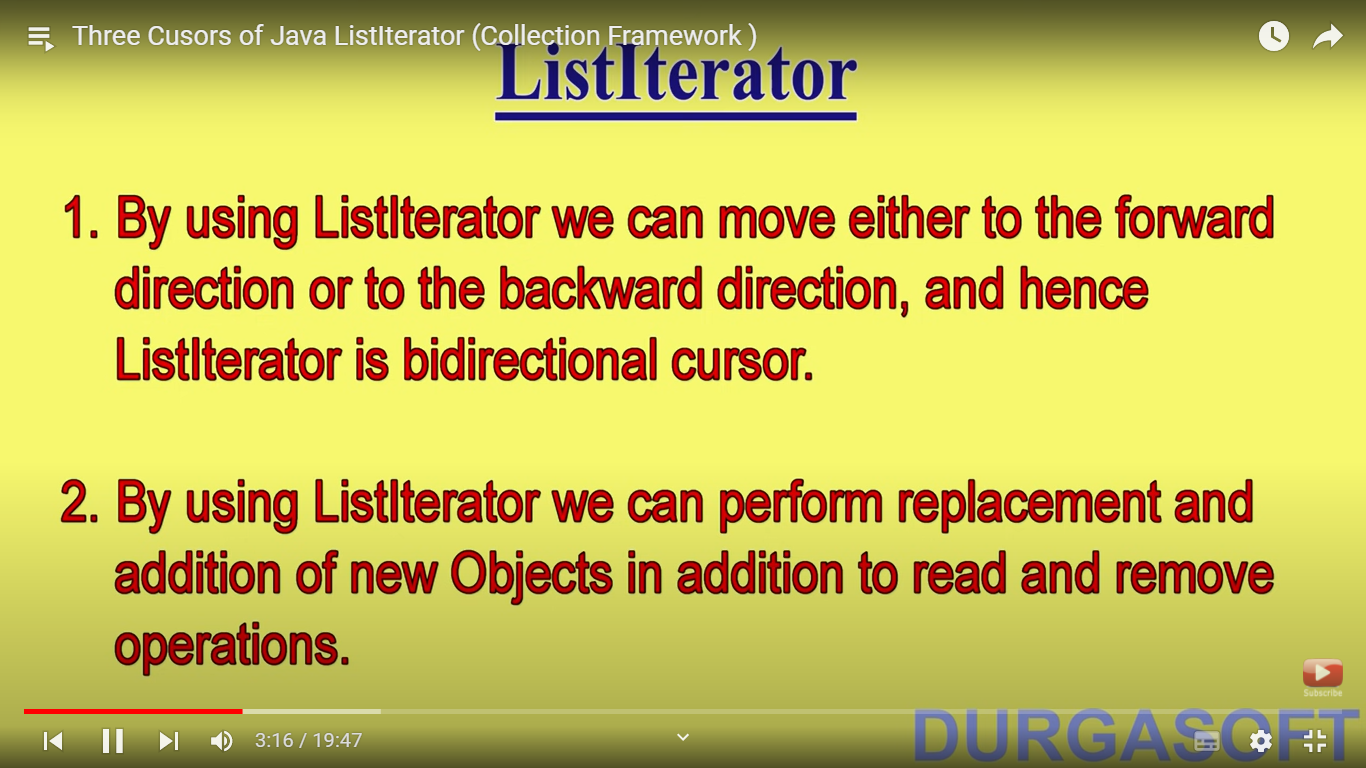 Three Cusors of Java ListIterator (Collection Framework )
ListIterator
1. By using ListIterator we can move either to the forward
direction or to the backward direction, and hence
ListIterator is bidirectional cursor.
2. By using ListIterator we can perform replacement and
addition of new Objects in addition to read and remove
operations.
Subscribe
3:16 / 19:47
DURGASOFT